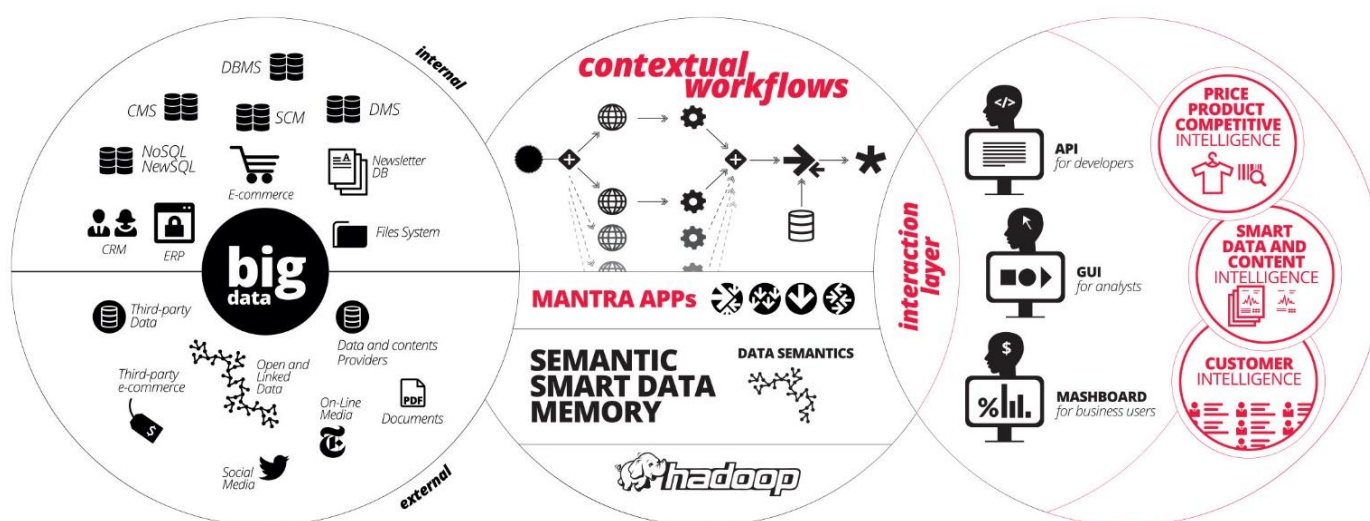 internal
DBMS
CMS
SCM
DMS
NoSQL
NewSQL
E-commerce
A
Newsletter
DB
CRM
ERP
Files System
big
data
Third-party
Data
Data and contents
Providers
Open and
Linked
Data
Third-party
e-commerce
$
On-Line
Media
T
PDF
Documents
Social
Media
external
contextual
workflows
MANTRA APPs
SEMANTIC
SMART DATA
MEMORY
DATA SEMANTICS
hadoop
interaction
layer
</>
API
for developers
GUI
for analysts
$
%
MASHBOARD
for business users
PRICE
PRODUCT
COMPETITIVE
INTELLIGENCE
SMART
DATA AND
CONTENT
INTELLIGENCE
CUSTOMER
INTELLIGENCE